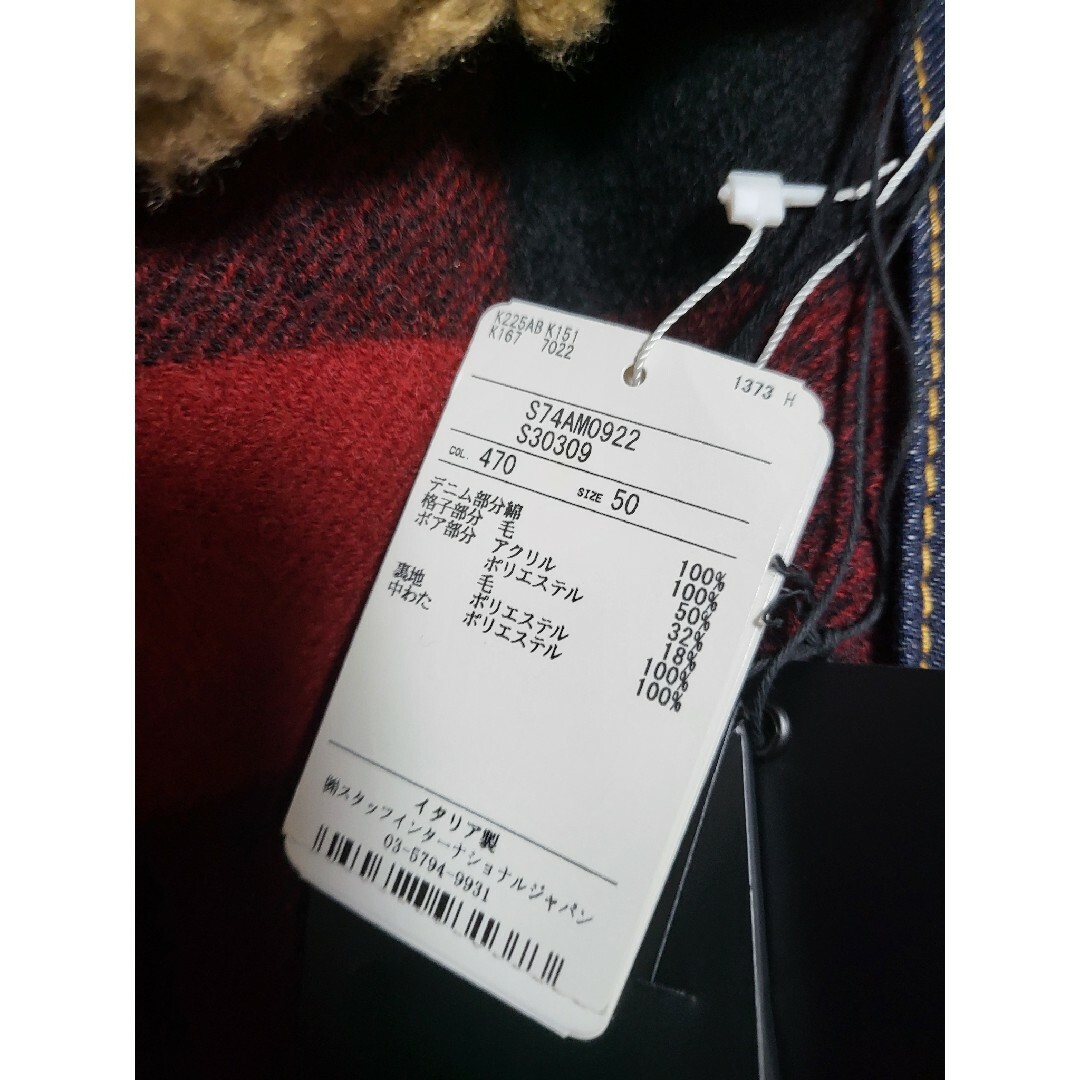 K225AB K151
K167 7022
1373 H
S74AM0922
S30309
COL. 470 SIZE 50
デニム部分綿 100%
格子部分 毛 100%
ボア部分 アクリル 50%
ポリエステル 32%
毛 18%
裏地 ポリエステル 100%
中わた ポリエステル 100%
イタリア製
㈱スタッフインターナショナルジャパン
03-5794-9931